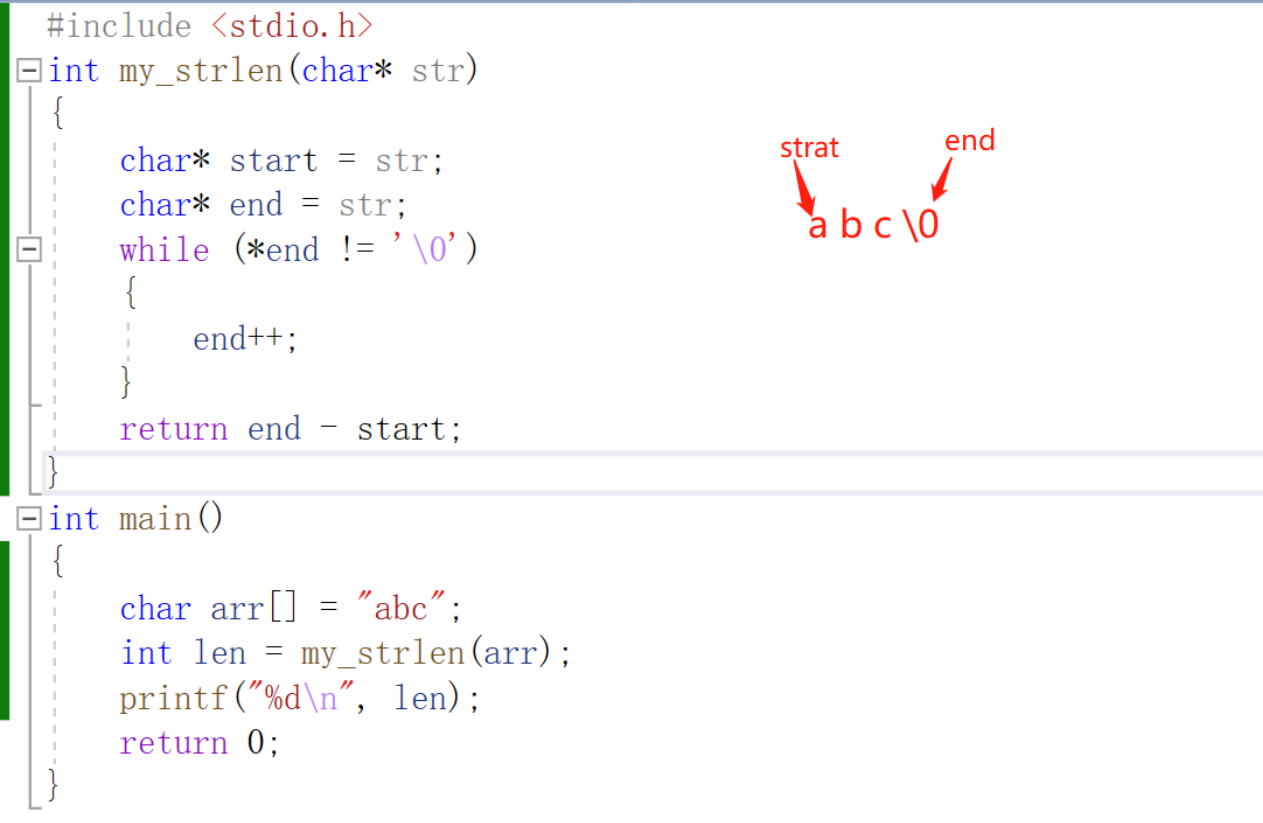 #include <stdio.h>
int my_strlen(char* str)
{
    char* start = str;
    char* end = str;
    while (*end != '\0')
    {
        end++;
    }
    return end - start;
}
int main()
{
    char arr[] = "abc";
    int len = my_strlen(arr);
    printf("%d\n", len);
    return 0;
}
strat
end
a b c \0